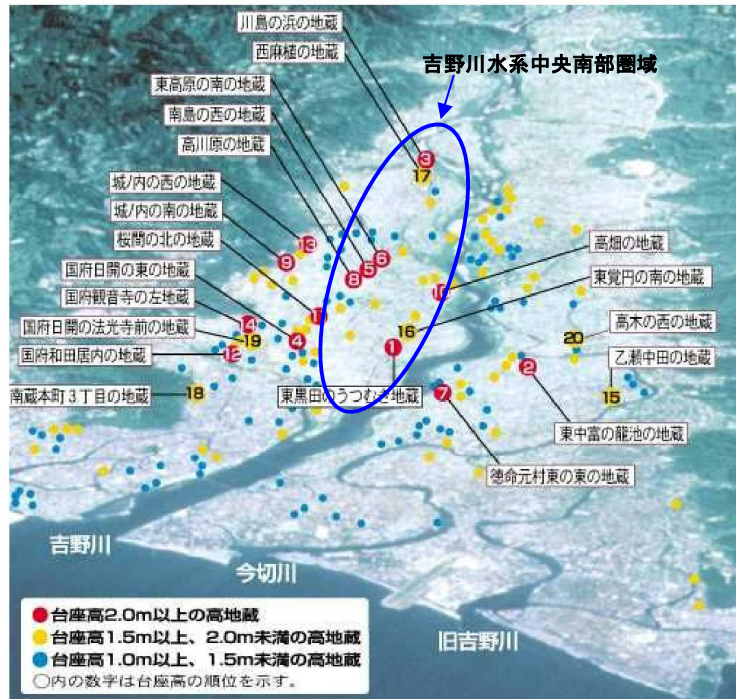 川島の浜の地蔵
西麻植の地蔵
吉野川水系中央南部圏域
東高原の南の地蔵
南島の西の地蔵
高川原の地蔵
城ノ内の西の地蔵
城ノ内の南の地蔵
桜間の北の地蔵
国府日開の東の地蔵
国府観音寺の左地蔵
国府日開の法光寺前の地蔵
国府和田居内の地蔵
南蔵本町3丁目の地蔵
高畑の地蔵
東覚円の南の地蔵
高木の西の地蔵
乙瀬中田の地蔵
東黒田のうつむき地蔵
東中富の龍池の地蔵
徳命元村東の東の地蔵
3
17
13
9
6
5
8
10
14
19
4
16
20
12
1
2
18
7
15
吉野川
今切川
旧吉野川
●台座高2.0m以上の高地蔵
●台座高1.5m以上、2.0m未満の高地蔵
●台座高1.0m以上、1.5m未満の高地蔵
○内の数字は台座高の順位を示す。